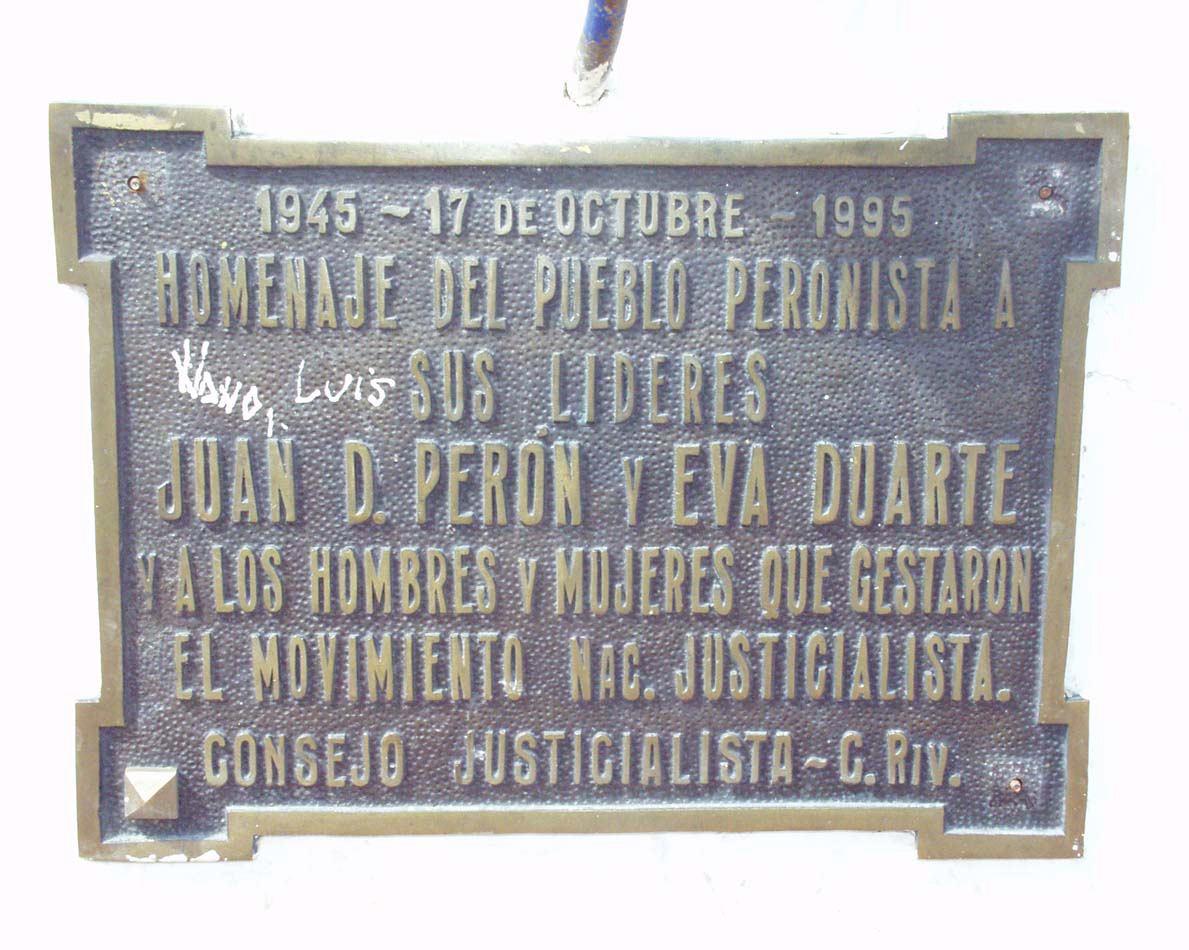 1945 - 17 DE OCTUBRE - 1995
HOMENAJE DEL PUEBLO PERONISTA A
Luis SUS LIDERES
JUAN D. PERÓN Y EVA DUARTE
Y A LOS HOMBRES Y MUJERES QUE GESTARON
EL MOVIMIENTO NAC. JUSTICIALISTA.
CONSEJO JUSTICIALISTA - C. RIV.